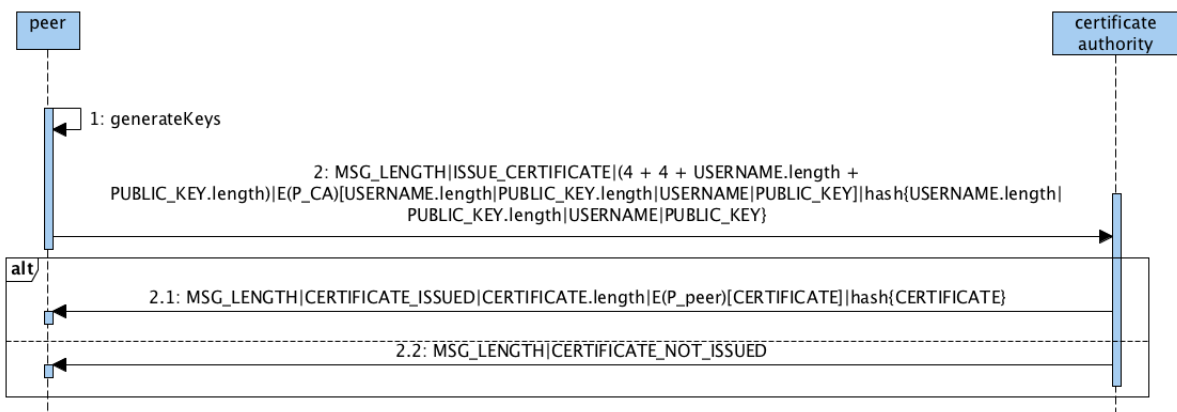 peer
certificate
authority
1: generateKeys
2: MSG_LENGTH|ISSUE_CERTIFICATE|(4 + 4 + USERNAME.length +
PUBLIC_KEY.length)|E(P_CA)[USERNAME.length|PUBLIC_KEY.length|USERNAME|PUBLIC_KEY]|hash{USERNAME.length|
PUBLIC_KEY.length|USERNAME|PUBLIC_KEY}
alt
2.1: MSG_LENGTH|CERTIFICATE_ISSUED|CERTIFICATE.length|E(P_peer)[CERTIFICATE]|hash{CERTIFICATE}
2.2: MSG_LENGTH|CERTIFICATE_NOT_ISSUED